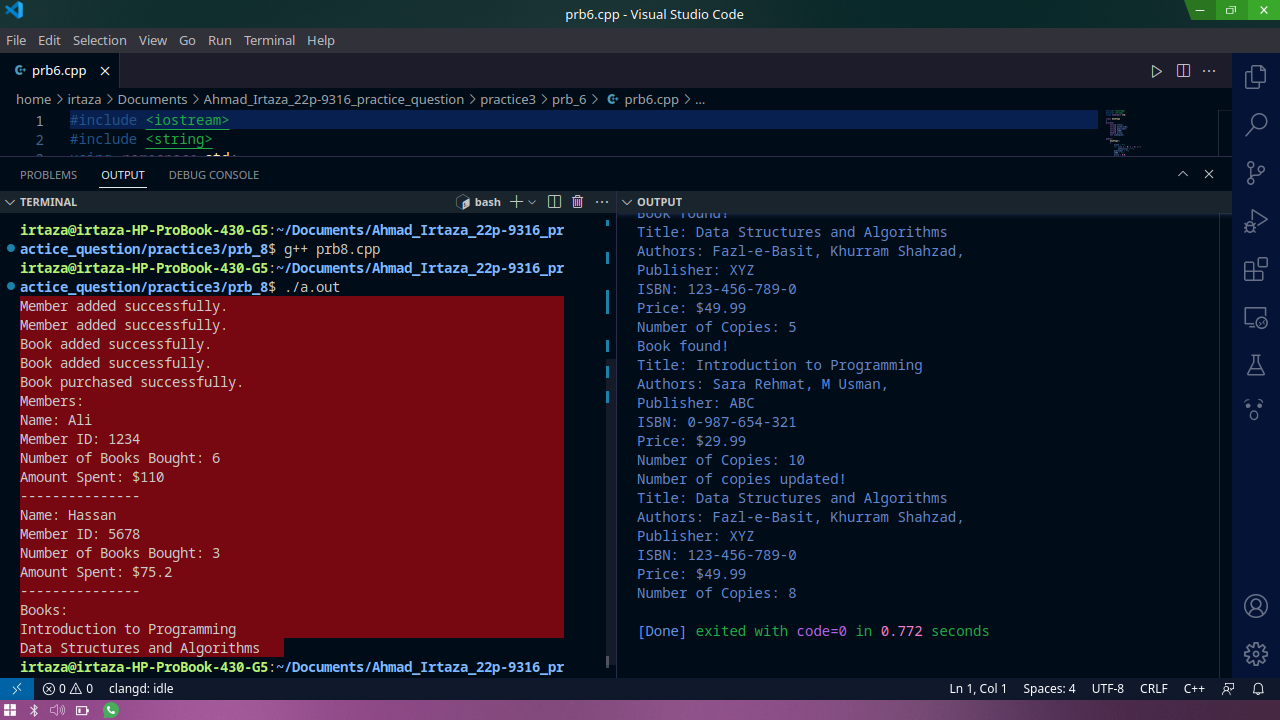 prb6.cpp - Visual Studio Code
File Edit Selection View Go Run Terminal Help
prb6.cpp
home > irtaza > Documents > Ahmad_Irtaza_22p-9316_practice_question > practice3 > prb_6 > prb6.cpp > ...
1 #include <iostream>
2 #include <string>
using namespace std;
PROBLEMS OUTPUT DEBUG CONSOLE
TERMINAL
bash
irtaza@irtaza-HP-ProBook-430-G5:~/Documents/Ahmad_Irtaza_22p-9316_pr
actice_question/practice3/prb_8$ g++ prb8.cpp
irtaza@irtaza-HP-ProBook-430-G5:~/Documents/Ahmad_Irtaza_22p-9316_pr
actice_question/practice3/prb_8$ ./a.out
Member added successfully.
Member added successfully.
Book added successfully.
Book added successfully.
Book purchased successfully.
Members:
Name: Ali
Member ID: 1234
Number of Books Bought: 6
Amount Spent: $110
---------------
Name: Hassan
Member ID: 5678
Number of Books Bought: 3
Amount Spent: $75.2
---------------
Books:
Introduction to Programming
Data Structures and Algorithms
irtaza@irtaza-HP-ProBook-430-G5:~/Documents/Ahmad_Irtaza_22p-9316_pr
OUTPUT
Book found!
Title: Data Structures and Algorithms
Authors: Fazl-e-Basit, Khurram Shahzad,
Publisher: XYZ
ISBN: 123-456-789-0
Price: $49.99
Number of Copies: 5
Book found!
Title: Introduction to Programming
Authors: Sara Rehmat, M Usman,
Publisher: ABC
ISBN: 0-987-654-321
Price: $29.99
Number of Copies: 10
Number of copies updated!
Title: Data Structures and Algorithms
Authors: Fazl-e-Basit, Khurram Shahzad,
Publisher: XYZ
ISBN: 123-456-789-0
Price: $49.99
Number of Copies: 8
[Done] exited with code=0 in 0.772 seconds
0 0 clangd: idle
Ln 1, Col 1 Spaces: 4 UTF-8 CRLF C++